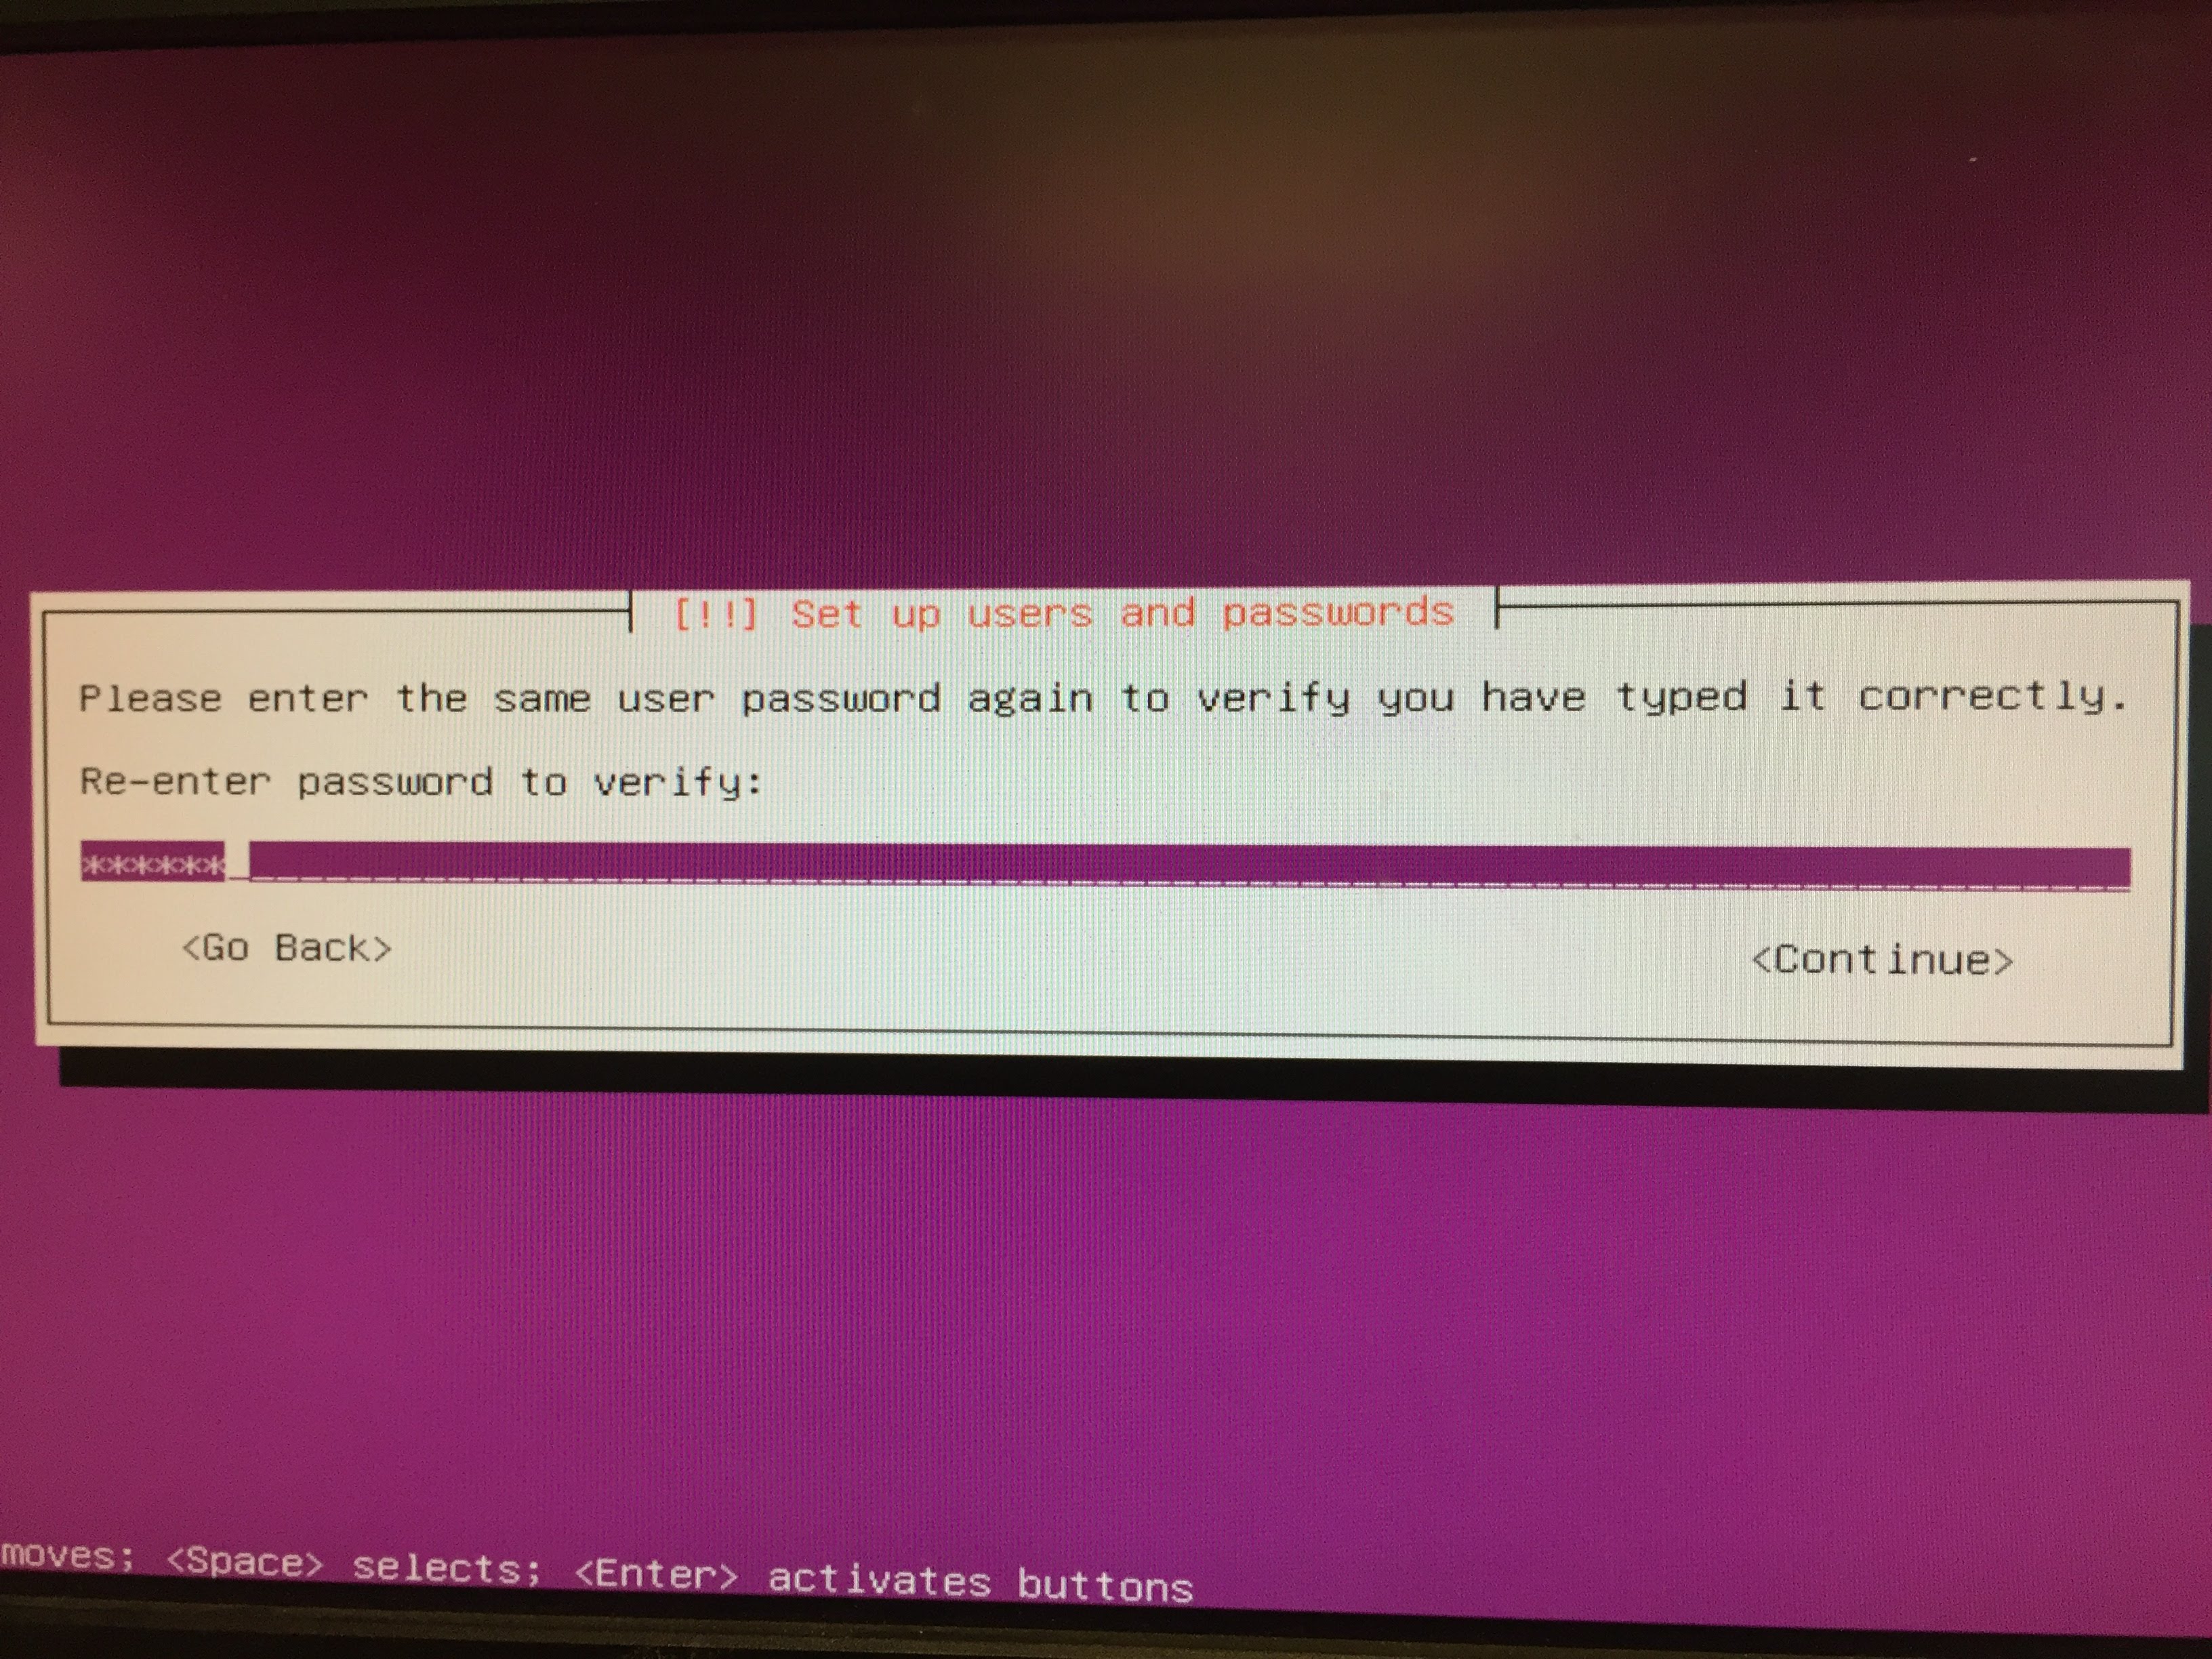 [!!] Set up users and passwords
Please enter the same user password again to verify you have typed it correctly.
Re-enter password to verify:
******
<Go Back>
<Continue>
moves; <Space> selects; <Enter> activates buttons